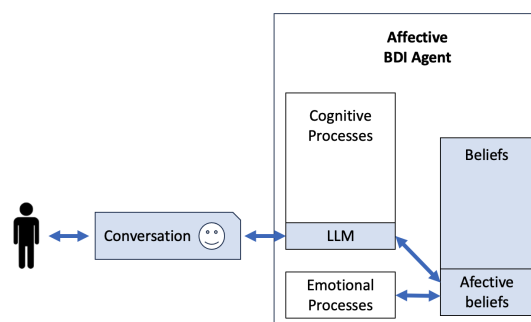 Affective
BDI Agent
Cognitive
Processes
Beliefs
Conversation
LLM
Emotional
Processes
Afective
beliefs